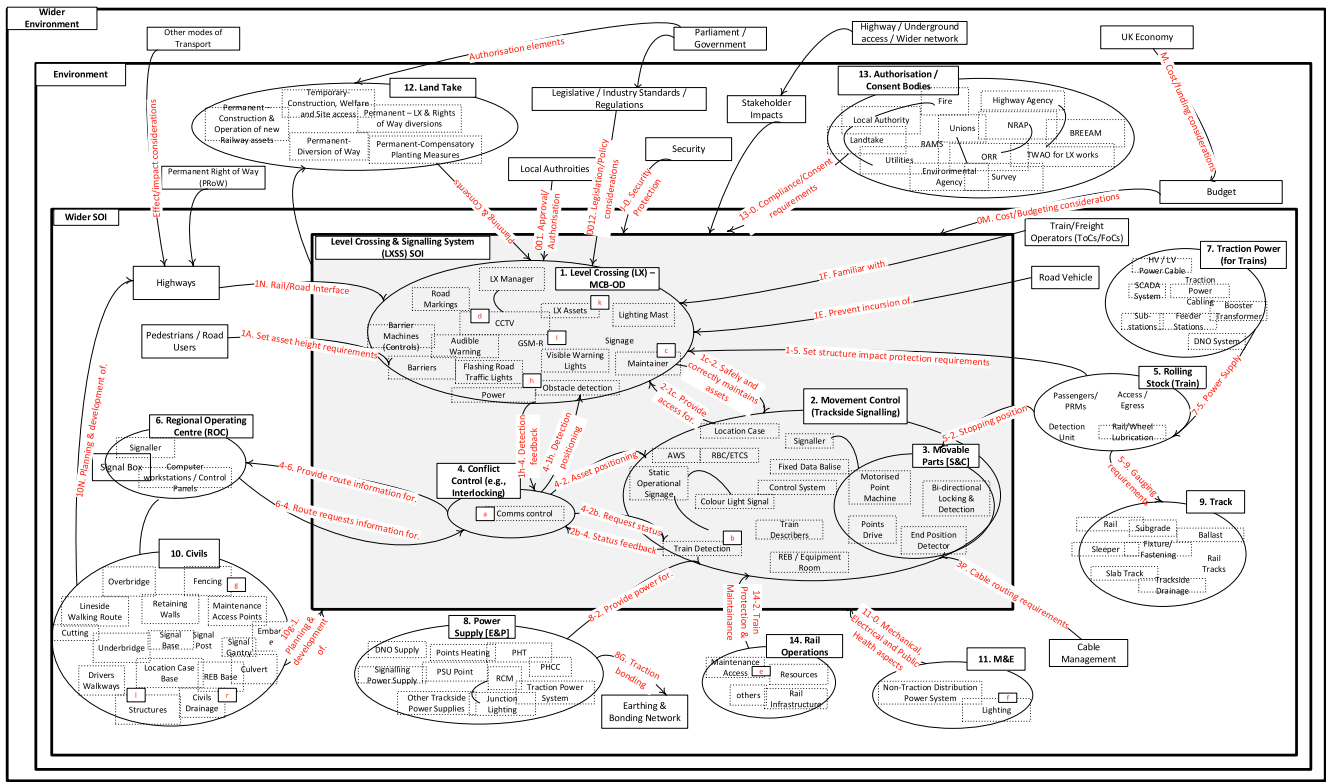 Wider
Environment
Other modes of
Transport
Parliament /
Government
Highway / Underground
access / Wider network
UK Economy
Authorisation elements
M. Cost/funding considerations
Environment
12. Land Take
Temporary-
Construction, Welfare
and Site access
Permanent –
Construction &
Operation of new
Railway assets
Permanent – LX & Rights
of Way diversions
Permanent-
Diversion of Way
Permanent-Compensatory
Planting Measures
Legislative / Industry Standards /
Regulations
Stakeholder
Impacts
13. Authorisation /
Consent Bodies
Fire
Highway Agency
Local Authority
Unions
NRAP
BREEAM
Landtake
RAMS
Utilities
ORR
TWAO for LX works
Environmental
Agency
Survey
Security
Local Authroities
Permanent Right of Way
(PRoW)
Budget
Effect/impact considerations
Planning & Consents
001. Approval/
Authorisation
0012. Legislation/Policy
considerations
9-0. Security
Protection
13-0. Compliance/Consent
requirements
0M. Cost/Budgeting considerations
Wider SOI
Level Crossing & Signalling System
(LXSS) SOI
Train/Freight
Operators (ToCs/FoCs)
7. Traction Power
(for Trains)
HV / LV
Power Cable
SCADA
System
Traction
Power
Cabling
Booster
Transformer
Sub-
stations
Feeder
Stations
DNO System
Highways
1N. Rail/Road Interface
1. Level Crossing (LX) –
MCB-OD
LX Manager
Road
Markings
k
LX Assets
Lighting Mast
d
CCTV
Barrier
Machines
(Controls)
Audible
Warning
GSM-R
i
Signage
Visible Warning
Lights
c
Maintainer
Barriers
Flashing Road
Traffic Lights
h
Power
Obstacle detection
1F. Familiar with
Road Vehicle
1E. Prevent incursion of.
Pedestrians / Road
Users
1A. Set asset height requirements
1-5. Set structure impact protection requirements
1c-2. Safely and
correctly maintains
assets
2-1c. Provide
access for.
5. Rolling
Stock (Train)
Passengers/
PRMs
Access /
Egress
Detection
Unit
Rail/Wheel
Lubrication
7-5. Power Supply
5-2. Stopping position
5-9. Gauging
requirements
10N. Planning & development of.
6. Regional Operating
Centre (ROC)
Signaller
Signal Box
Computer
workstations / Control
Panels
4-6. Provide route information for.
6-4. Route requests information for.
4. Conflict
Control (e.g.,
Interlocking)
a
Comms control
1h-4. Detection
feedback
4-1h. Detection
positioning
4-2. Asset positioning
4-2b. Request status
2b-4. Status feedback
2. Movement Control
(Trackside Signalling)
Location Case
Signaller
AWS
RBC/ETCS
Static
Operational
Signage
Fixed Data Balise
Control System
Colour Light Signal
b
Train
Describers
Train Detection
REB / Equipment
Room
3. Movable
Parts [S&C]
Motorised
Point
Machine
Bi-directional
Locking &
Detection
Points
Drive
End Position
Detector
9. Track
Rail
Subgrade
Ballast
Sleeper
Fixture/
Fastening
Rail
Tracks
Slab Track
Trackside
Drainage
10. Civils
Overbridge
Fencing
g
Lineside
Walking Route
Retaining
Walls
Maintenance
Access Points
Cutting
Underbridge
Signal
Base
Signal
Post
Signal
Gantry
Embar
e
Drivers
Walkways
Location Case
Base
REB Base
Culvert
Structures
Civils
Drainage
r
10g-1.
Planning &
development
of.
8. Power
Supply [E&P]
DNO Supply
Points Heating
PHT
Signalling
Power Supply
PSU Point
PHCC
RCM
Traction Power
System
Other Trackside
Power Supplies
Junction
Lighting
8-2. Provide power for.
8G. Traction
bonding
Earthing &
Bonding Network
14-2. Train
Protection &
Maintainance
14. Rail
Operations
Maintenance
Access
e
Resources
others
Rail
Infrastructure
11-0. Mechanical,
Electrical and Public
Health aspects
11. M&E
Non-Traction Distribution
Power System
f
Lighting
3P. Cable routing requirements
Cable
Management